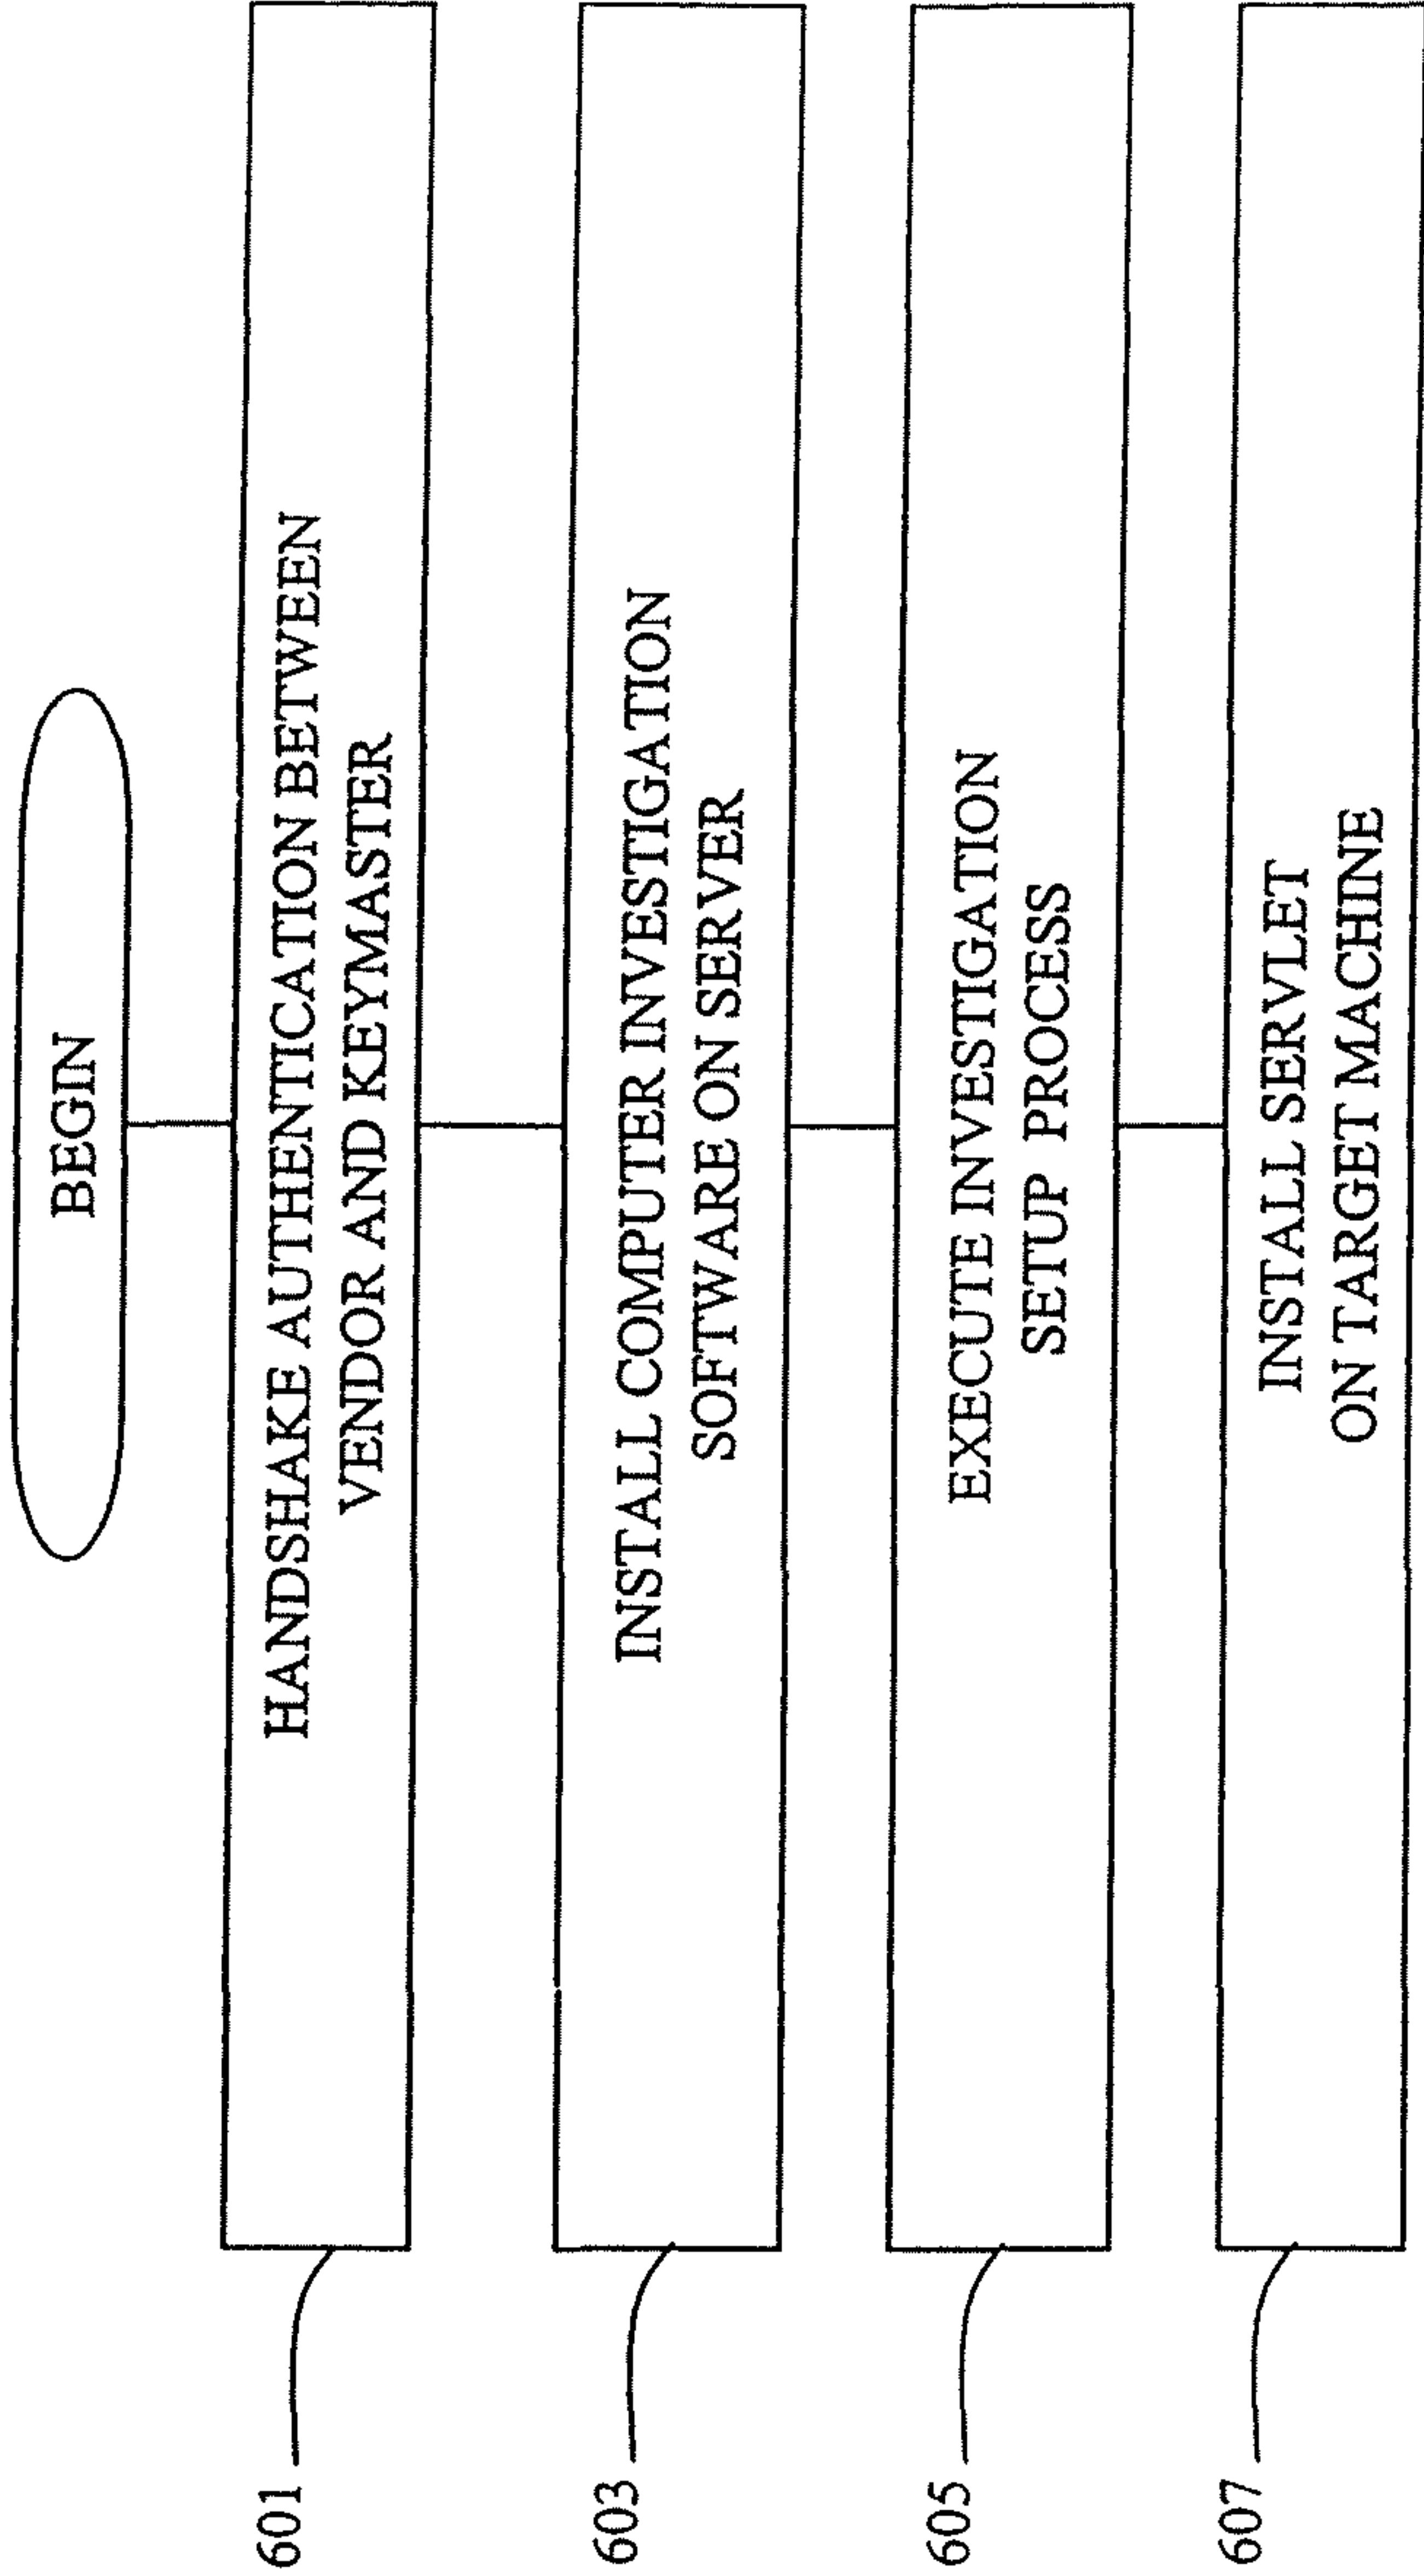 BEGIN
601
HANDSHAKE AUTHENTICATION BETWEEN
VENDOR AND KEYMASTER
603
INSTALL COMPUTER INVESTIGATION
SOFTWARE ON SERVER
605
EXECUTE INVESTIGATION
SETUP PROCESS
607
INSTALL SERVLET
ON TARGET MACHINE